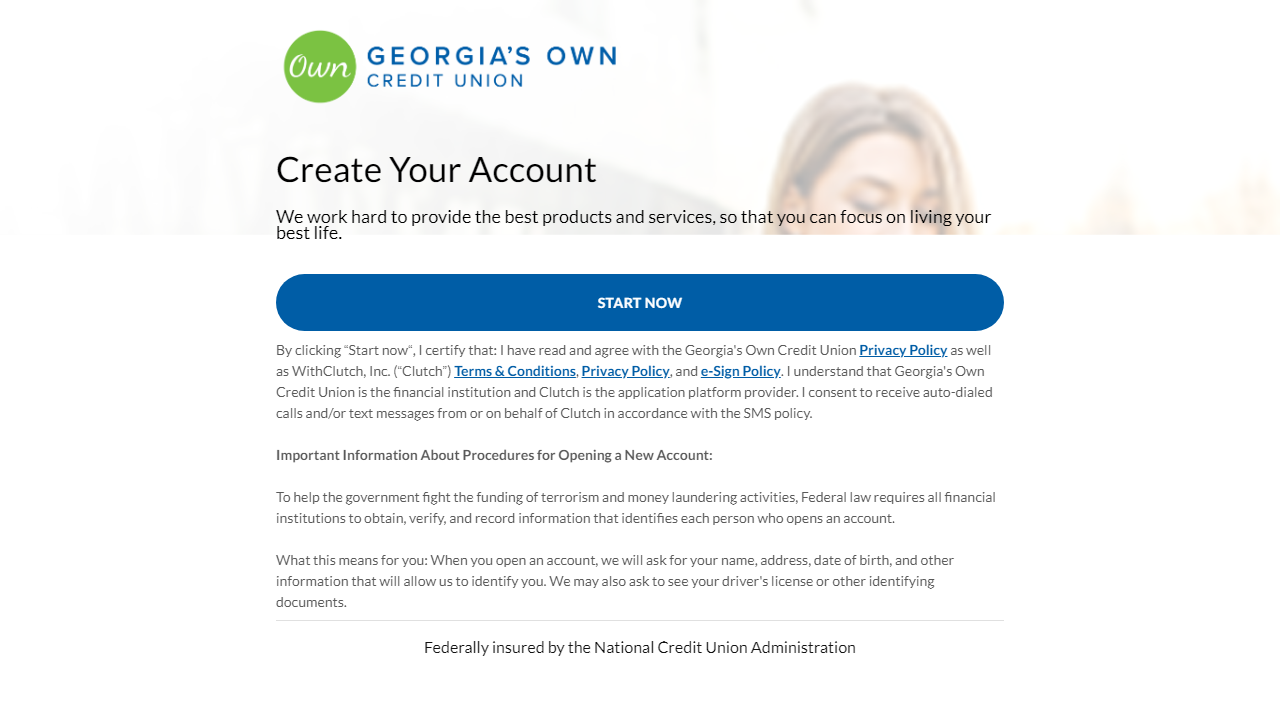 Own GEORGIA'S OWN
CREDIT UNION
Create Your Account
We work hard to provide the best products and services, so that you can focus on living your
best life.
START NOW
By clicking “Start now“, I certify that: I have read and agree with the Georgia's Own Credit Union Privacy Policy as well
as WithClutch, Inc. (“Clutch”) Terms & Conditions, Privacy Policy, and e-Sign Policy. I understand that Georgia's Own
Credit Union is the financial institution and Clutch is the application platform provider. I consent to receive auto-dialed
calls and/or text messages from or on behalf of Clutch in accordance with the SMS policy.
Important Information About Procedures for Opening a New Account:
To help the government fight the funding of terrorism and money laundering activities, Federal law requires all financial
institutions to obtain, verify, and record information that identifies each person who opens an account.
What this means for you: When you open an account, we will ask for your name, address, date of birth, and other
information that will allow us to identify you. We may also ask to see your driver's license or other identifying
documents.
Federally insured by the National Credit Union Administration